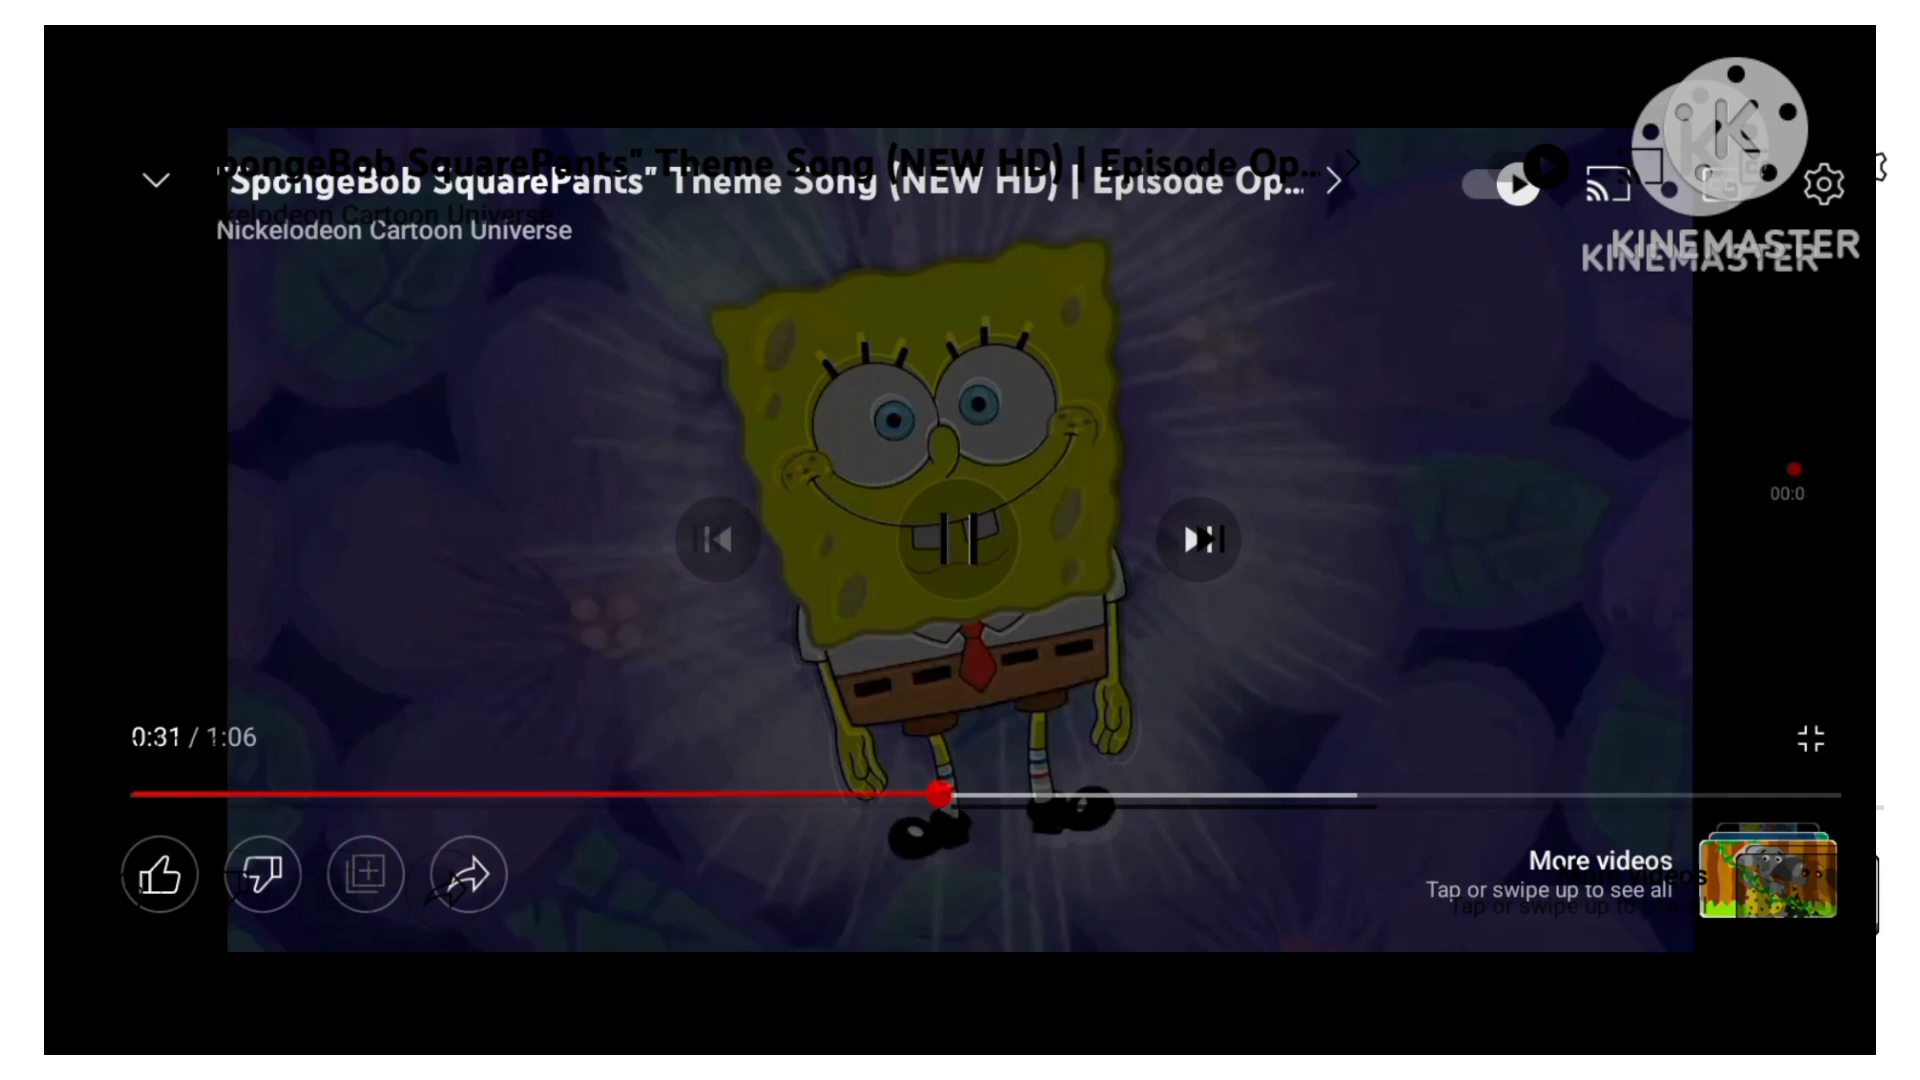 "SpongeBob SquarePants" Theme Song (NEW HD) | Episode Op...
Nickelodeon Cartoon Universe
KINEMASTER
KINEMASTER
00:0
0:31 / 1:06
More videos
Tap or swipe up to see all